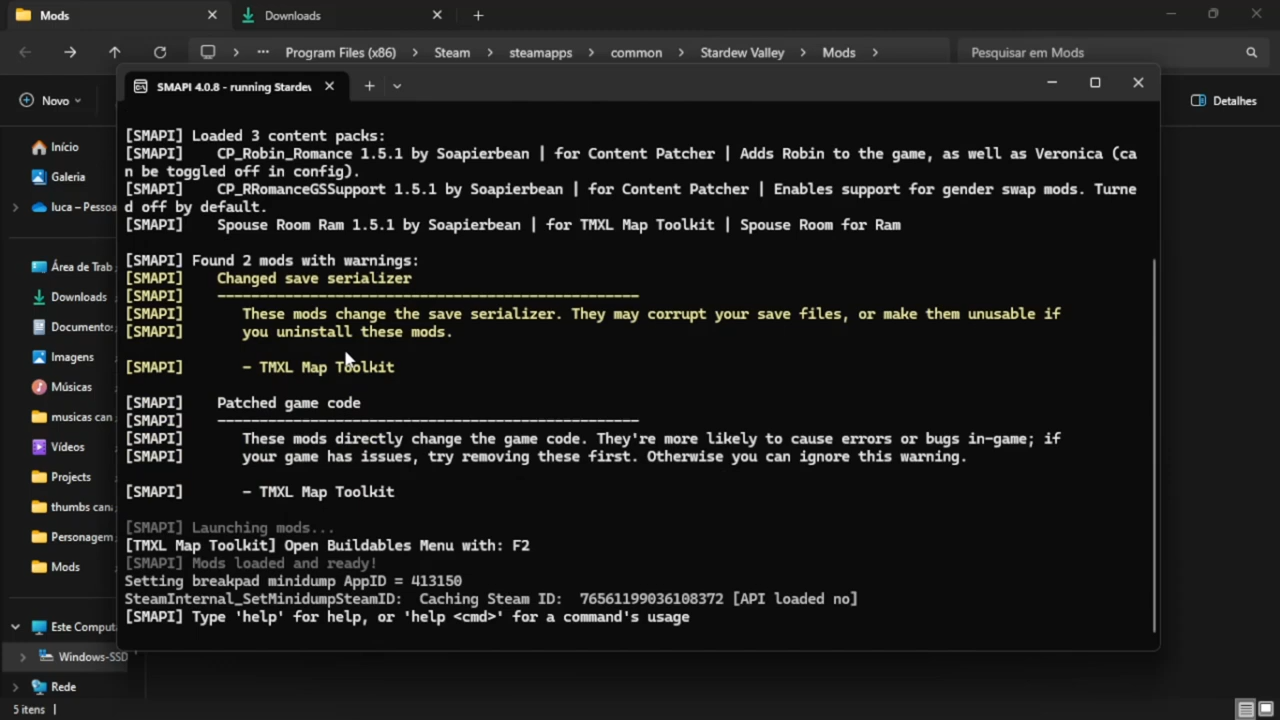 Mods
Downloads
Program Files (x86) > Steam > steamapps > common > Stardew Valley > Mods >
Pesquisar em Mods
SMAPI 4.0.8 - running Stardew
Novo
Detalhes
Início
Galeria
luca – Pessoa
Área de Trab
Downloads
Documentos
Imagens
Músicas
musicas can
Vídeos
Projects
thumbs cana
Personagem
Mods
Este Comput
Windows-SSD
Rede
5 itens
[SMAPI] Loaded 3 content packs:
[SMAPI] CP_Robin_Romance 1.5.1 by Soapierbean | for Content Patcher | Adds Robin to the game, as well as Veronica (ca
n be toggled off in config).
[SMAPI] CP_RRomanceGSSupport 1.5.1 by Soapierbean | for Content Patcher | Enables support for gender swap mods. Turne
d off by default.
[SMAPI] Spouse Room Ram 1.5.1 by Soapierbean | for TMXL Map Toolkit | Spouse Room for Ram
[SMAPI] Found 2 mods with warnings:
[SMAPI] Changed save serializer
[SMAPI] --------------------------------------------------
[SMAPI] These mods change the save serializer. They may corrupt your save files, or make them unusable if
[SMAPI] you uninstall these mods.
[SMAPI] - TMXL Map Toolkit
[SMAPI] Patched game code
[SMAPI] --------------------------------------------------
[SMAPI] These mods directly change the game code. They're more likely to cause errors or bugs in-game; if
[SMAPI] your game has issues, try removing these first. Otherwise you can ignore this warning.
[SMAPI] - TMXL Map Toolkit
[SMAPI] Launching mods...
[TMXL Map Toolkit] Open Buildables Menu with: F2
[SMAPI] Mods loaded and ready!
Setting breakpad minidump AppID = 413150
SteamInternal_SetMinidumpSteamID: Caching Steam ID: 76561199036108372 [API loaded no]
[SMAPI] Type 'help' for help, or 'help <cmd>' for a command's usage